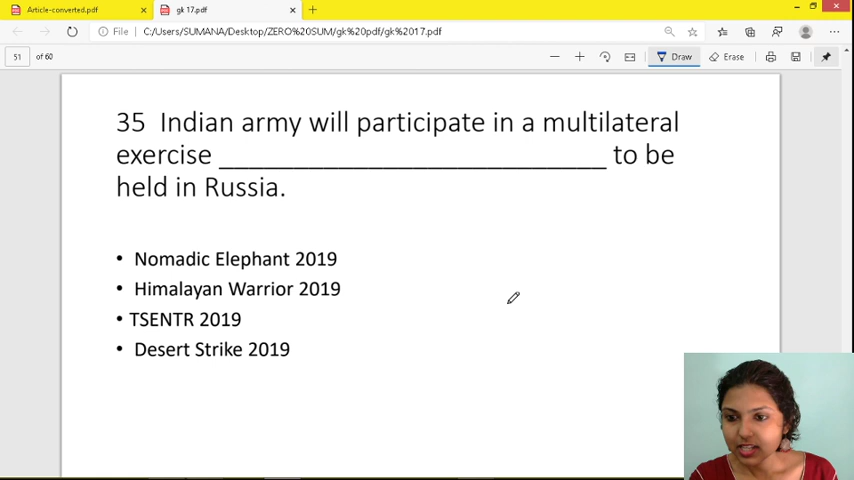 Article-converted.pdf
gk 17.pdf
File
C:/Users/SUMANA/Desktop/ZERO%20SUM/gk%20pdf/gk%2017.pdf
51 of 60
Draw
Erase
35 Indian army will participate in a multilateral
exercise ____________________________ to be
held in Russia.
• Nomadic Elephant 2019
• Himalayan Warrior 2019
• TSENTR 2019
• Desert Strike 2019